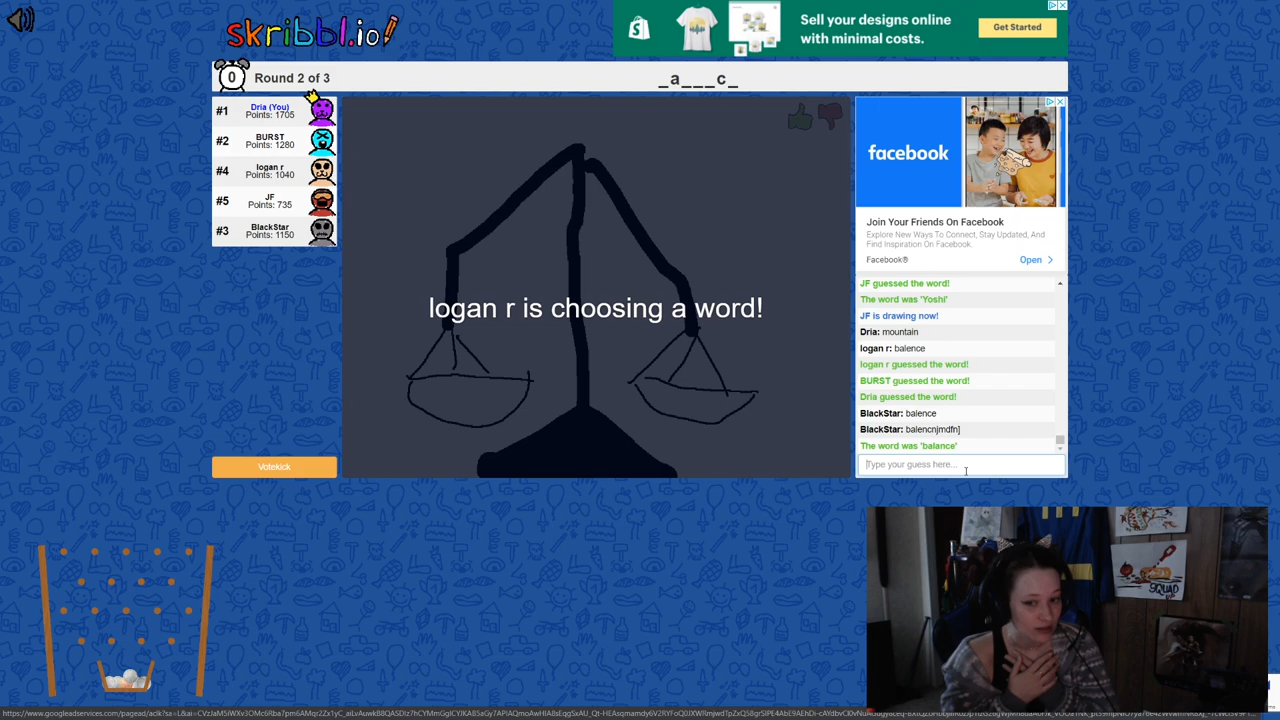 skribbl.io!
Sell your designs online
with minimal costs.
Get Started
0
Round 2 of 3
_a___c_
#1
Dria (You)
Points: 1705
#2
BURST
Points: 1280
#4
logan r
Points: 1040
#5
JF
Points: 735
#3
BlackStar
Points: 1150
Votekick
logan r is choosing a word!
facebook
Join Your Friends On Facebook
Explore New Ways To Connect, Stay Updated, And
Find Inspiration On Facebook.
Facebook®
Open
JF guessed the word!
The word was 'Yoshi'
JF is drawing now!
Dria: mountain
logan r: balence
logan r guessed the word!
BURST guessed the word!
Dria guessed the word!
BlackStar: balence
BlackStar: balencnjmdfn]
The word was 'balance'
Type your guess here...
SQUAD